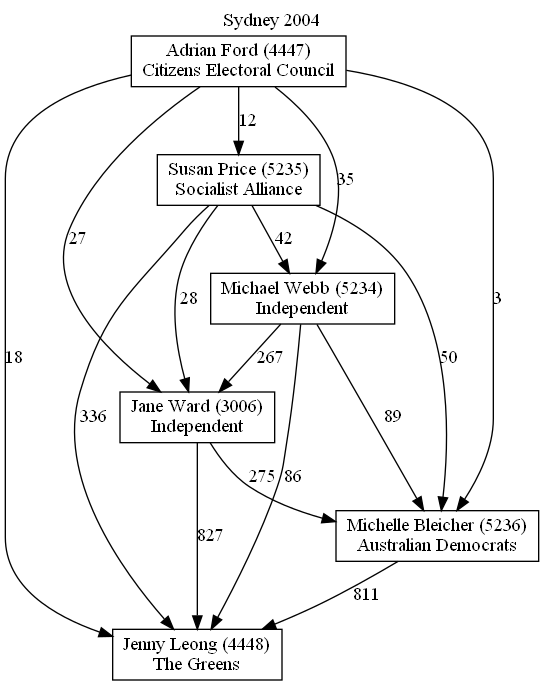 Sydney 2004
Adrian Ford (4447)
Citizens Electoral Council
12
Susan Price (5235)
Socialist Alliance
35
27
42
Michael Webb (5234)
Independent
28
3
267
18
50
336
89
Jane Ward (3006)
Independent
275
86
827
Michelle Bleicher (5236)
Australian Democrats
811
Jenny Leong (4448)
The Greens